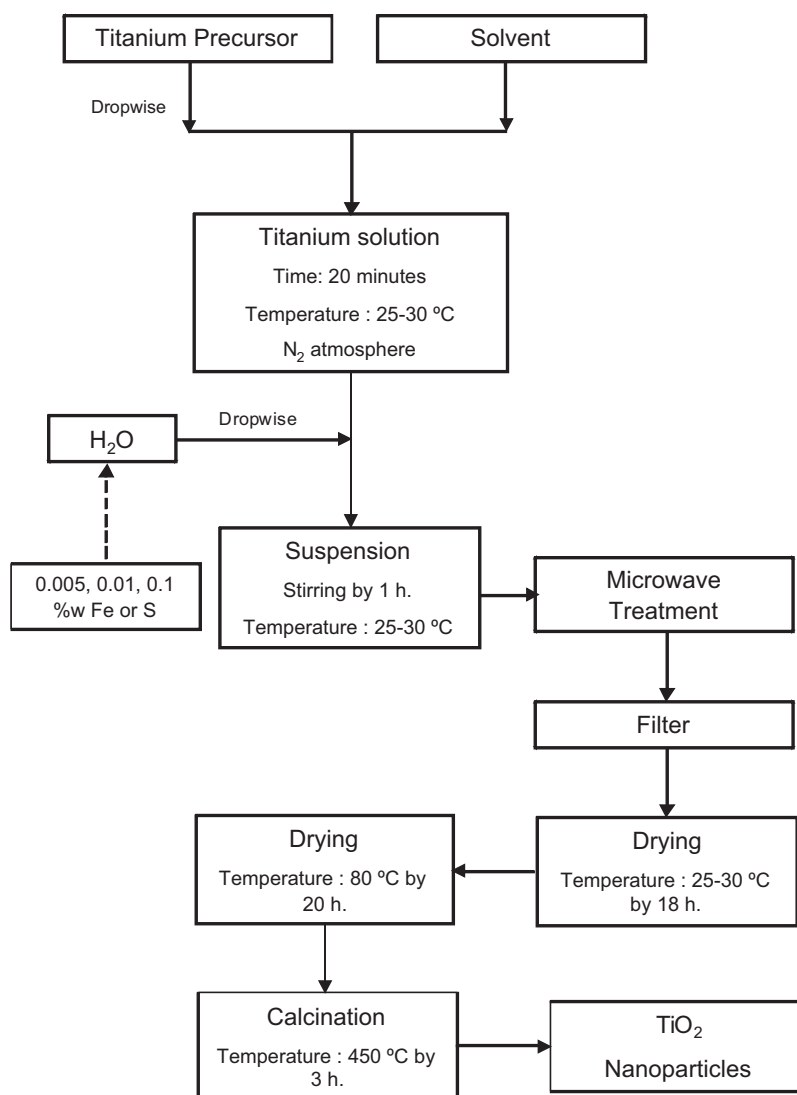 Titanium Precursor
Solvent
Dropwise
Titanium solution
Time: 20 minutes
Temperature : 25-30 ºC
N₂ atmosphere
Dropwise
H₂O
0.005, 0.01, 0.1
%w Fe or S
Suspension
Stirring by 1 h.
Temperature : 25-30 ºC
Microwave
Treatment
Filter
Drying
Temperature : 25-30 ºC
by 18 h.
Drying
Temperature : 80 ºC by
20 h.
Calcination
Temperature : 450 ºC by
3 h.
TiO₂
Nanoparticles